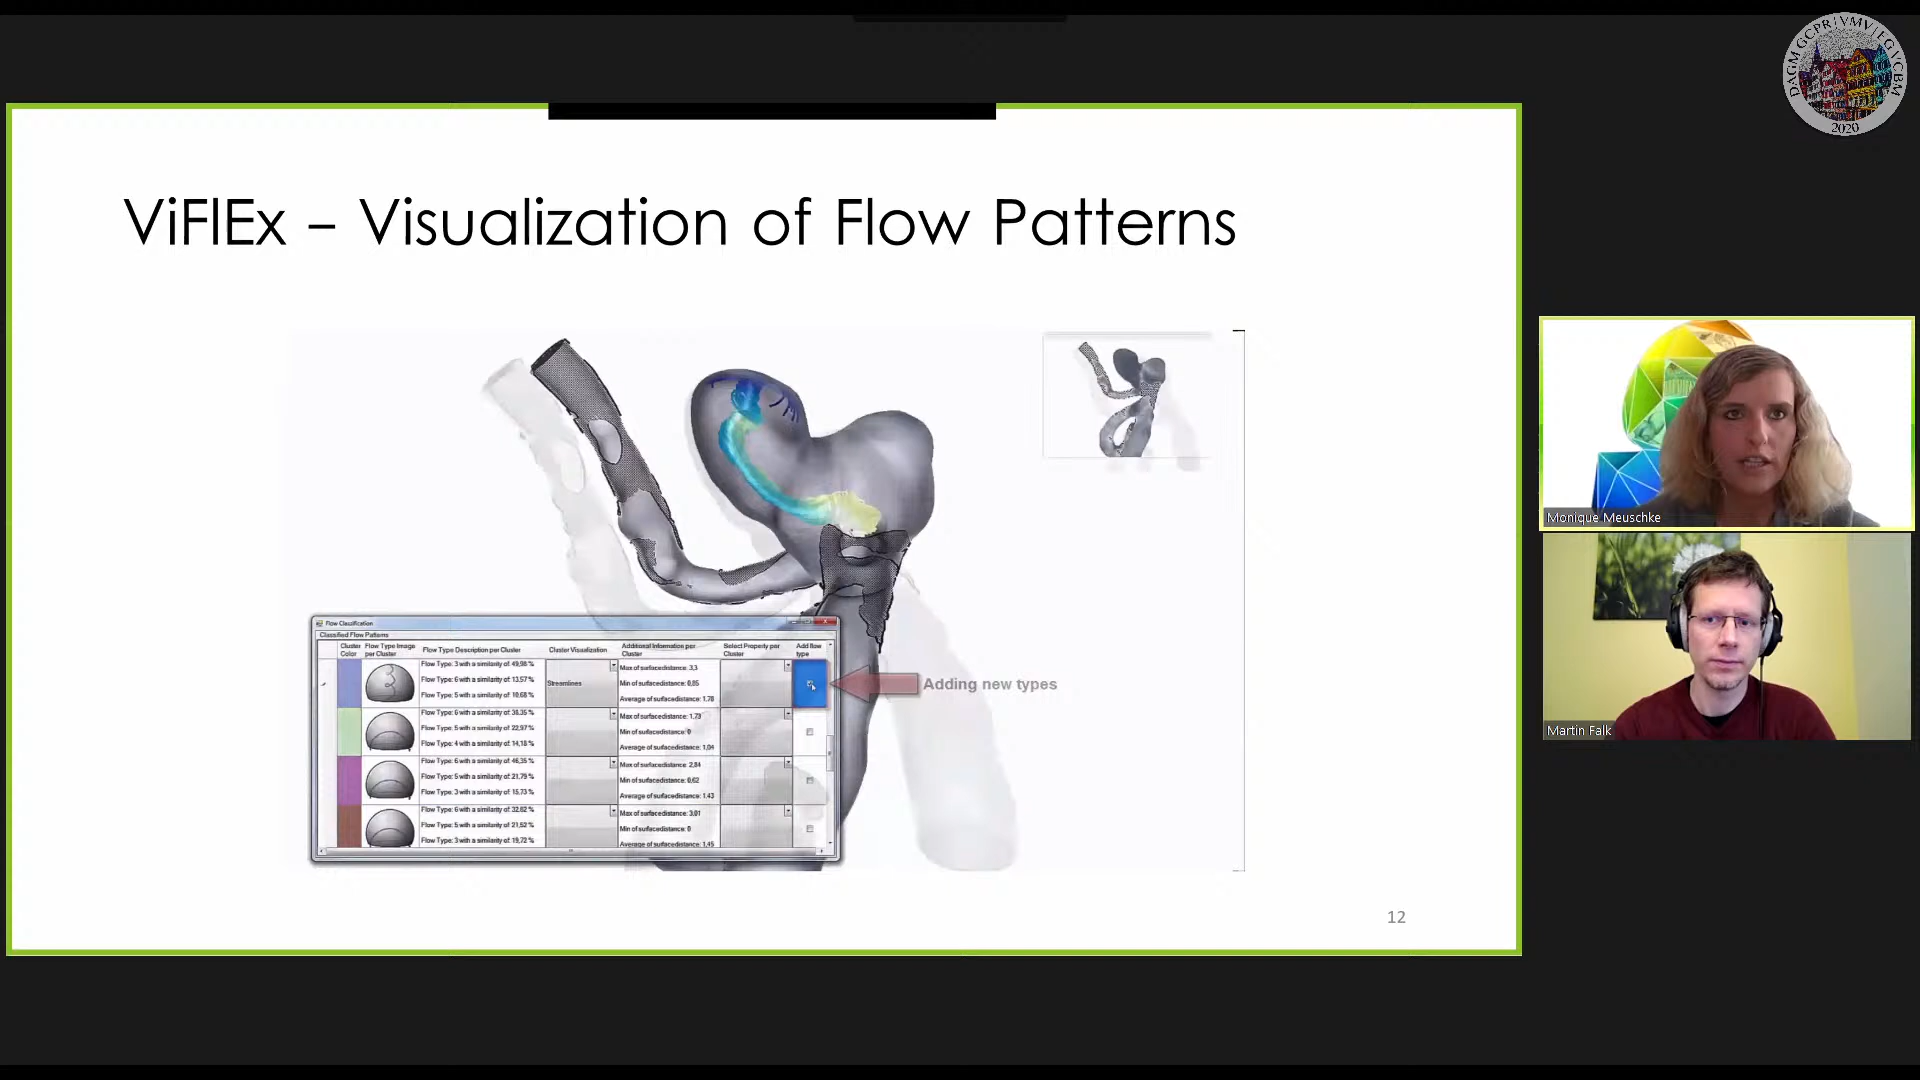 DAGM GCPR | VMV | EG VCBM
2020
ViFlEx – Visualization of Flow Patterns
Flow Classification
Classified Flow Patterns
Cluster Color
Flow Type Image per Cluster
Flow Type Description per Cluster
Cluster Visualization
Additional Information per Cluster
Select Property per Cluster
Add flow type
Flow Type: 3 with a similarity of: 49,98 %
Flow Type: 6 with a similarity of: 13,57 %
Flow Type: 5 with a similarity of: 10,68 %
Streamlines
Max of surfacedistance: 3,3
Min of surfacedistance: 0,85
Average of surfacedistance: 1,78
Flow Type: 6 with a similarity of: 38,35 %
Flow Type: 5 with a similarity of: 22,97 %
Flow Type: 4 with a similarity of: 14,18 %
Max of surfacedistance: 1,73
Min of surfacedistance: 0
Average of surfacedistance: 1,04
Flow Type: 6 with a similarity of: 46,35 %
Flow Type: 5 with a similarity of: 21,79 %
Flow Type: 3 with a similarity of: 15,73 %
Max of surfacedistance: 2,84
Min of surfacedistance: 0,62
Average of surfacedistance: 1,43
Flow Type: 6 with a similarity of: 32,62 %
Flow Type: 5 with a similarity of: 21,52 %
Flow Type: 3 with a similarity of: 19,72 %
Max of surfacedistance: 3,01
Min of surfacedistance: 0
Average of surfacedistance: 1,45
Adding new types
12
Monique Meuschke
Martin Falk